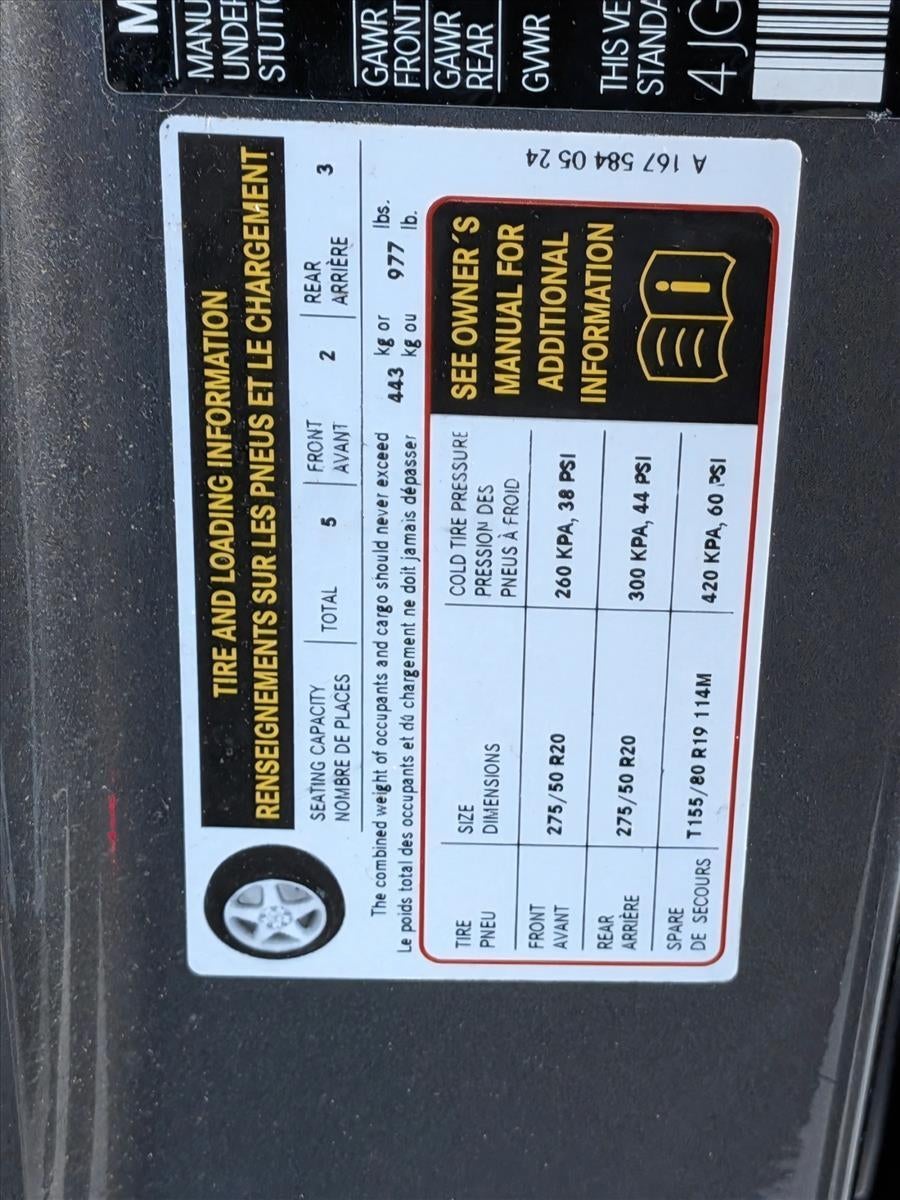 TIRE AND LOADING INFORMATION
RENSEIGNEMENTS SUR LES PNEUS ET LE CHARGEMENT
SEATING CAPACITY
NOMBRE DE PLACES
TOTAL 5
FRONT
AVANT
2
REAR
ARRIÈRE
3
The combined weight of occupants and cargo should never exceed 443 kg or 977 lbs.
Le poids total des occupants et dú chargement ne doit jamais dépasser kg ou lb.
TIRE
PNEU
SIZE
DIMENSIONS
COLD TIRE PRESSURE
PRESSION DES
PNEUS À FROID
FRONT
AVANT
275/50 R20
260 KPA, 38 PSI
REAR
ARRIÈRE
275/50 R20
300 KPA, 44 PSI
SPARE
DE SECOURS
T155/80 R19 114M
420 KPA, 60 PSI
SEE OWNER´S
MANUAL FOR
ADDITIONAL
INFORMATION
i
A 167 584 05 24
M
MANU
UNDER
STUTT
GAWR
FRONT
GAWR
REAR
GVWR
THIS VE
STANDA
4JG